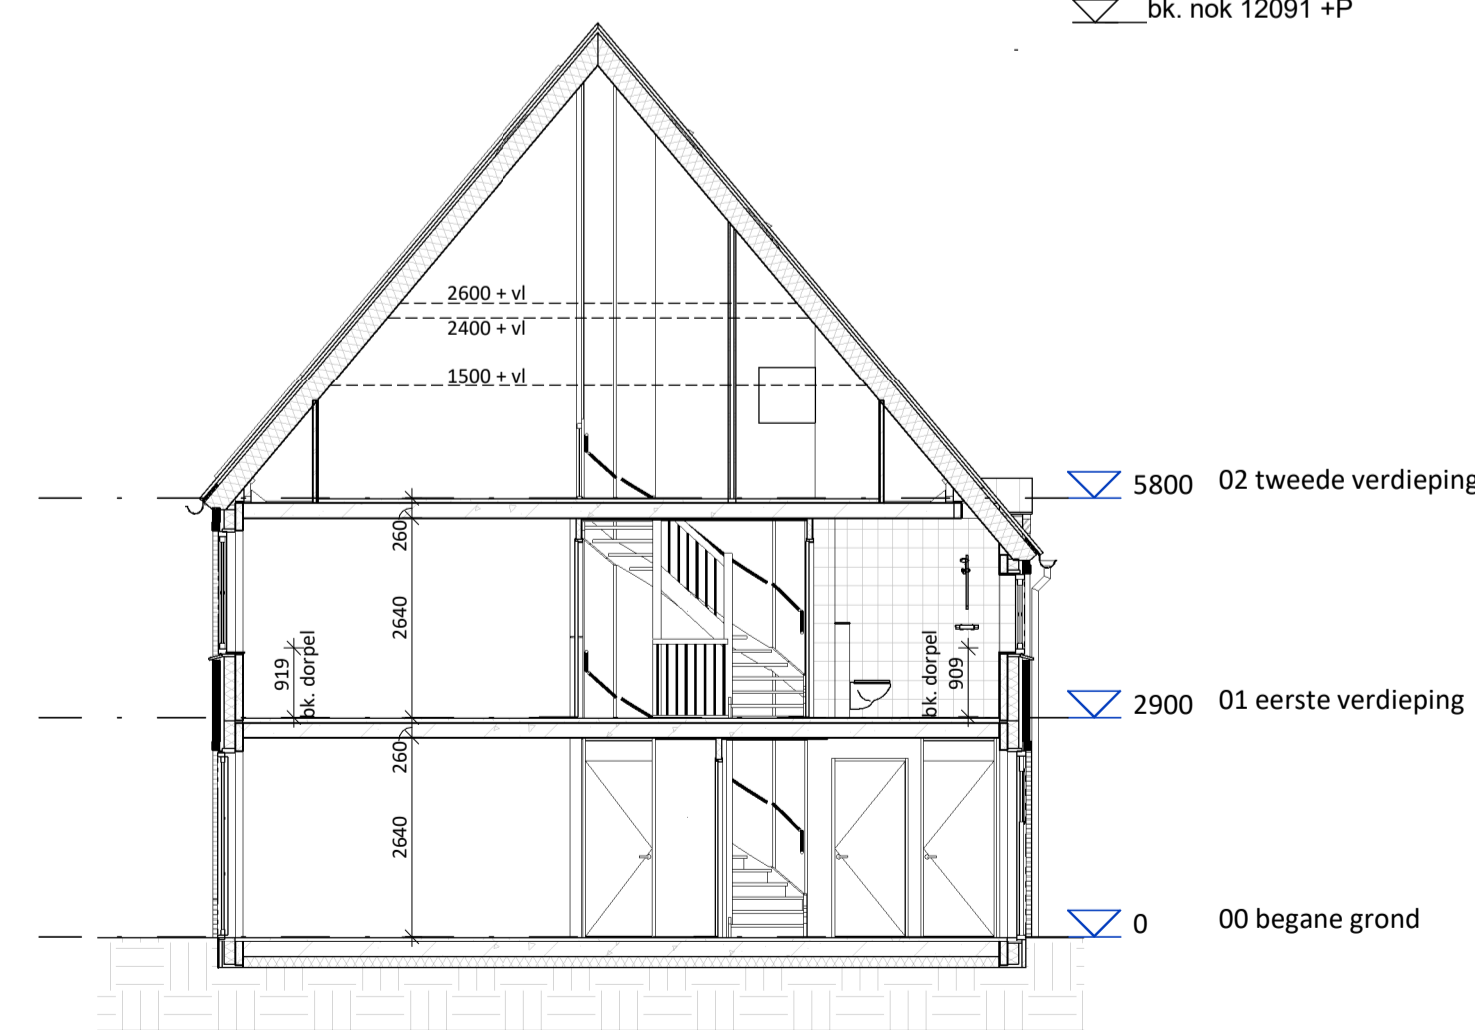 bk. nok 12091 +P
2600 + vl
2400 + vl
1500 + vl
5800 02 tweede verdieping
260
2640
919
bk. dorpel
bk. dorpel
909
2900 01 eerste verdieping
260
2640
0 00 begane grond